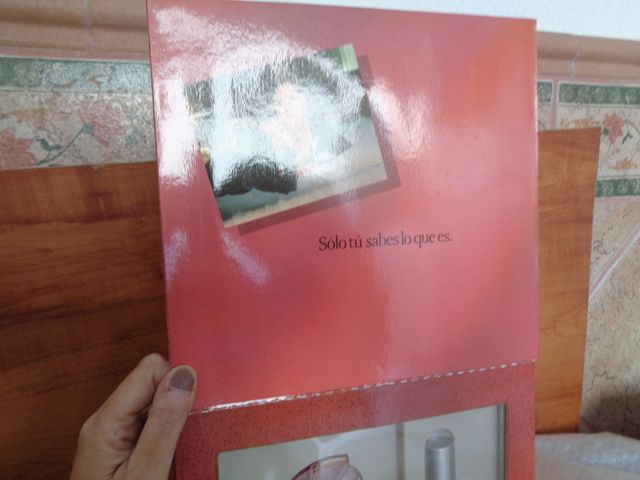 Sólo tú sabes lo que es.